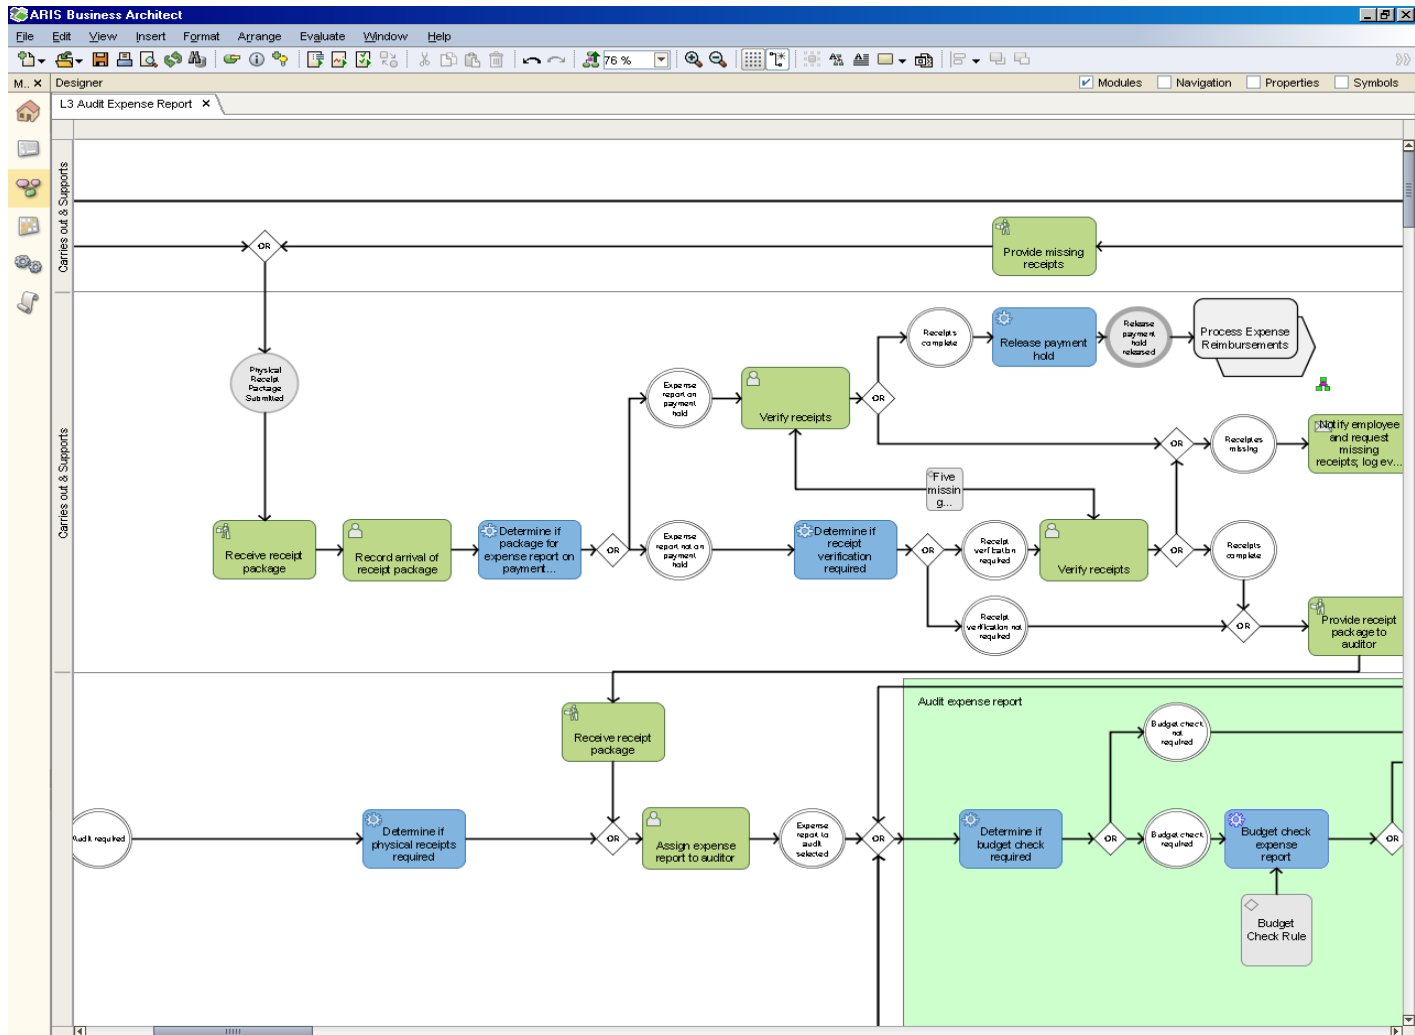 ARIS Business Architect
File Edit View Insert Format Arrange Evaluate Window Help
76 %
M.. Designer Modules Navigation Properties Symbols
L3 Audit Expense Report
Carries out & Supports
OR
Provide missing
receipts
Carries out & Supports
Physical
Receipt
Package
Submitted
Receipts
complete
Release payment
hold
Release
payment
hold
released
Process Expense
Reimbursements
Expense
report on
payment
hold
Verify receipts
OR
OR
Receiptes
missing
Notify employee
and request
missing
receipts; log ev...
Five
missin
g...
Receive receipt
package
Record arrival of
receipt package
Determine if
package for
expense report on
payment...
OR
Expense
report not on
payment
hold
Determine if
receipt
verification
required
OR
Receipt
verification
required
Verify receipts
OR
Receipts
complete
Receipt
verification not
required
OR
Provide receipt
package to
auditor
Receive receipt
package
Audit expense report
Budget check
not
required
Audit required
Determine if
physical receipts
required
OR
Assign expense
report to auditor
Expense
report to
audit
selected
OR
Determine if
budget check
required
OR
Budget check
required
Budget check
expense
report
OR
Budget
Check Rule